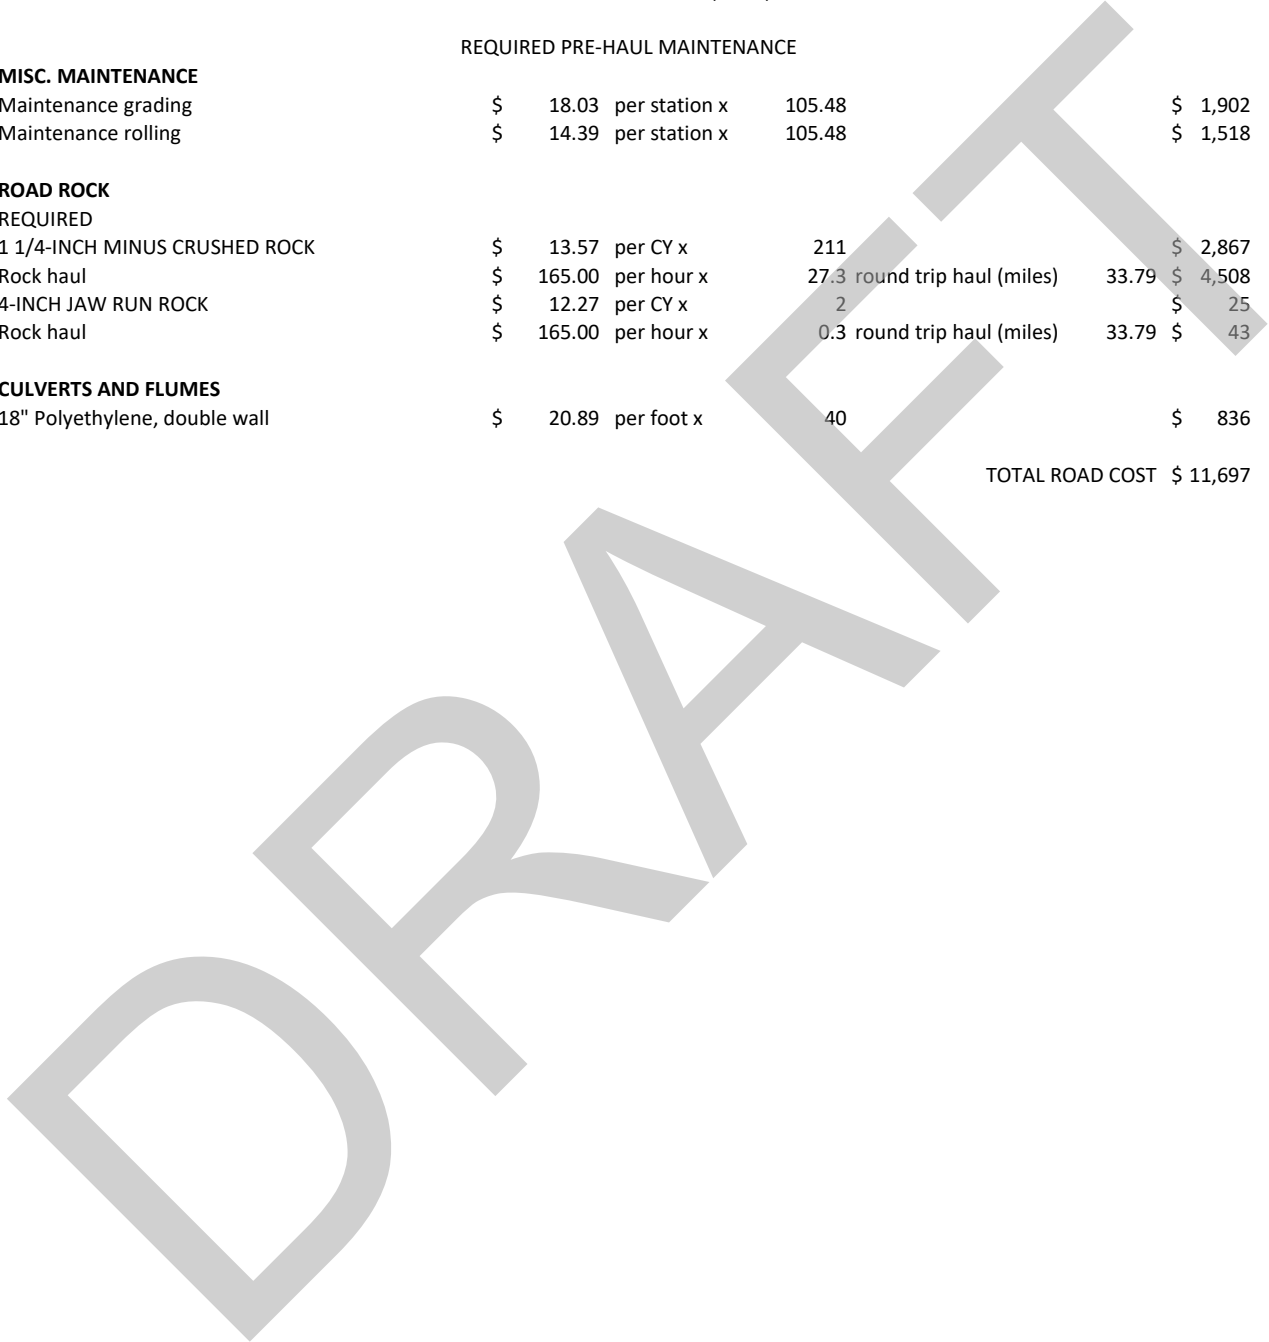 REQUIRED PRE-HAUL MAINTENANCE
MISC. MAINTENANCE
Maintenance grading $ 18.03 per station x 105.48 $ 1,902
Maintenance rolling $ 14.39 per station x 105.48 $ 1,518
ROAD ROCK
REQUIRED
1 1/4-INCH MINUS CRUSHED ROCK $ 13.57 per CY x 211 $ 2,867
Rock haul $ 165.00 per hour x 27.3 round trip haul (miles) 33.79 $ 4,508
4-INCH JAW RUN ROCK $ 12.27 per CY x 2 $ 25
Rock haul $ 165.00 per hour x 0.3 round trip haul (miles) 33.79 $ 43
CULVERTS AND FLUMES
18" Polyethylene, double wall $ 20.89 per foot x 40 $ 836
TOTAL ROAD COST $ 11,697
DRAFT